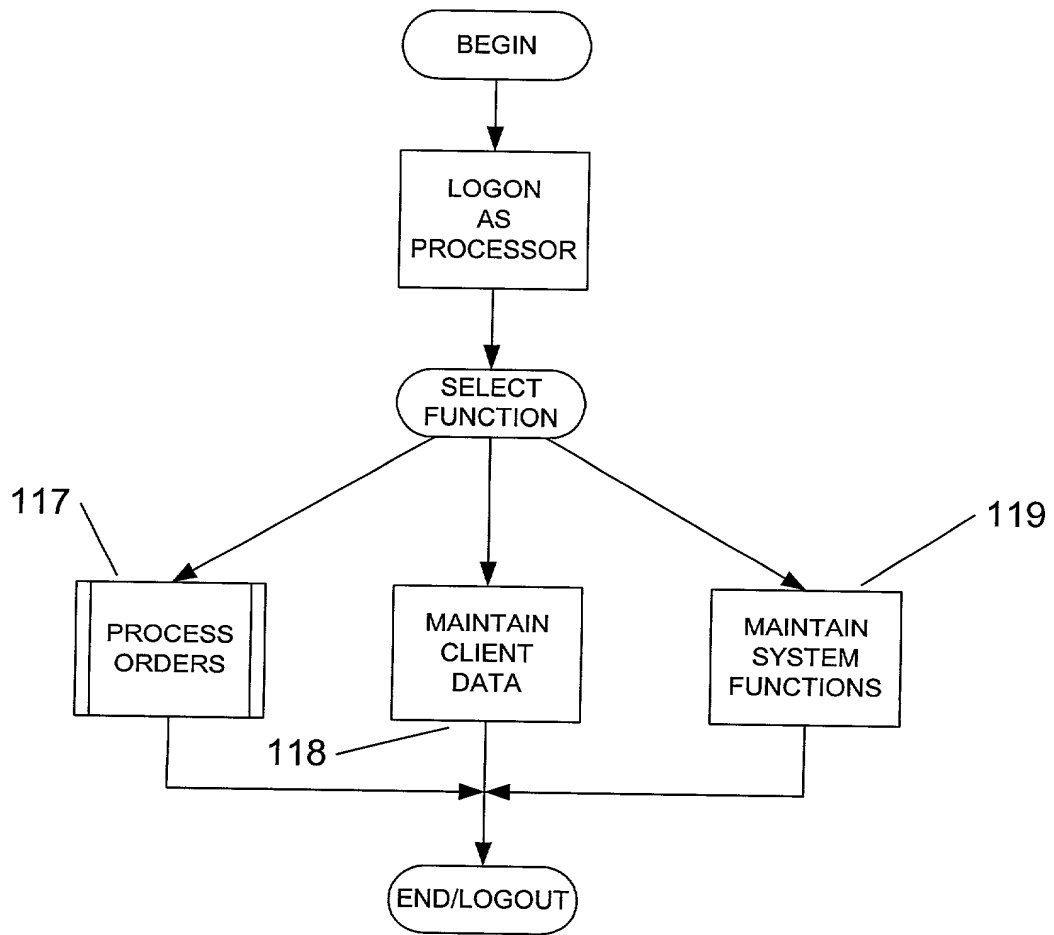 BEGIN
LOGON
AS
PROCESSOR
SELECT
FUNCTION
117
119
PROCESS
ORDERS
MAINTAIN
CLIENT
DATA
MAINTAIN
SYSTEM
FUNCTIONS
118
END/LOGOUT